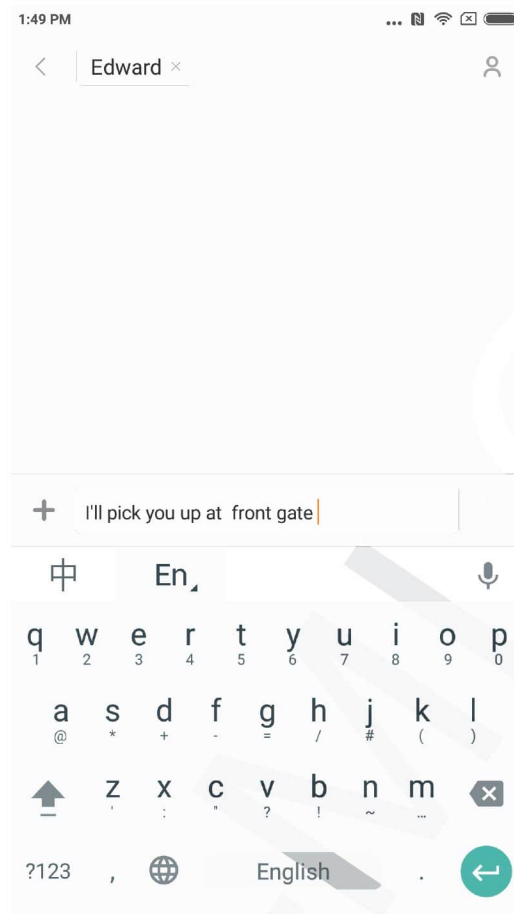 1:49 PM
Edward ×
I'll pick you up at  front gate
中 En
q w e r t y u i o p
1 2 3 4 5 6 7 8 9 0
a s d f g h j k l
@ * + - = / # ( )
z x c v b n m
' : " ? ! ~ …
?123 , English .